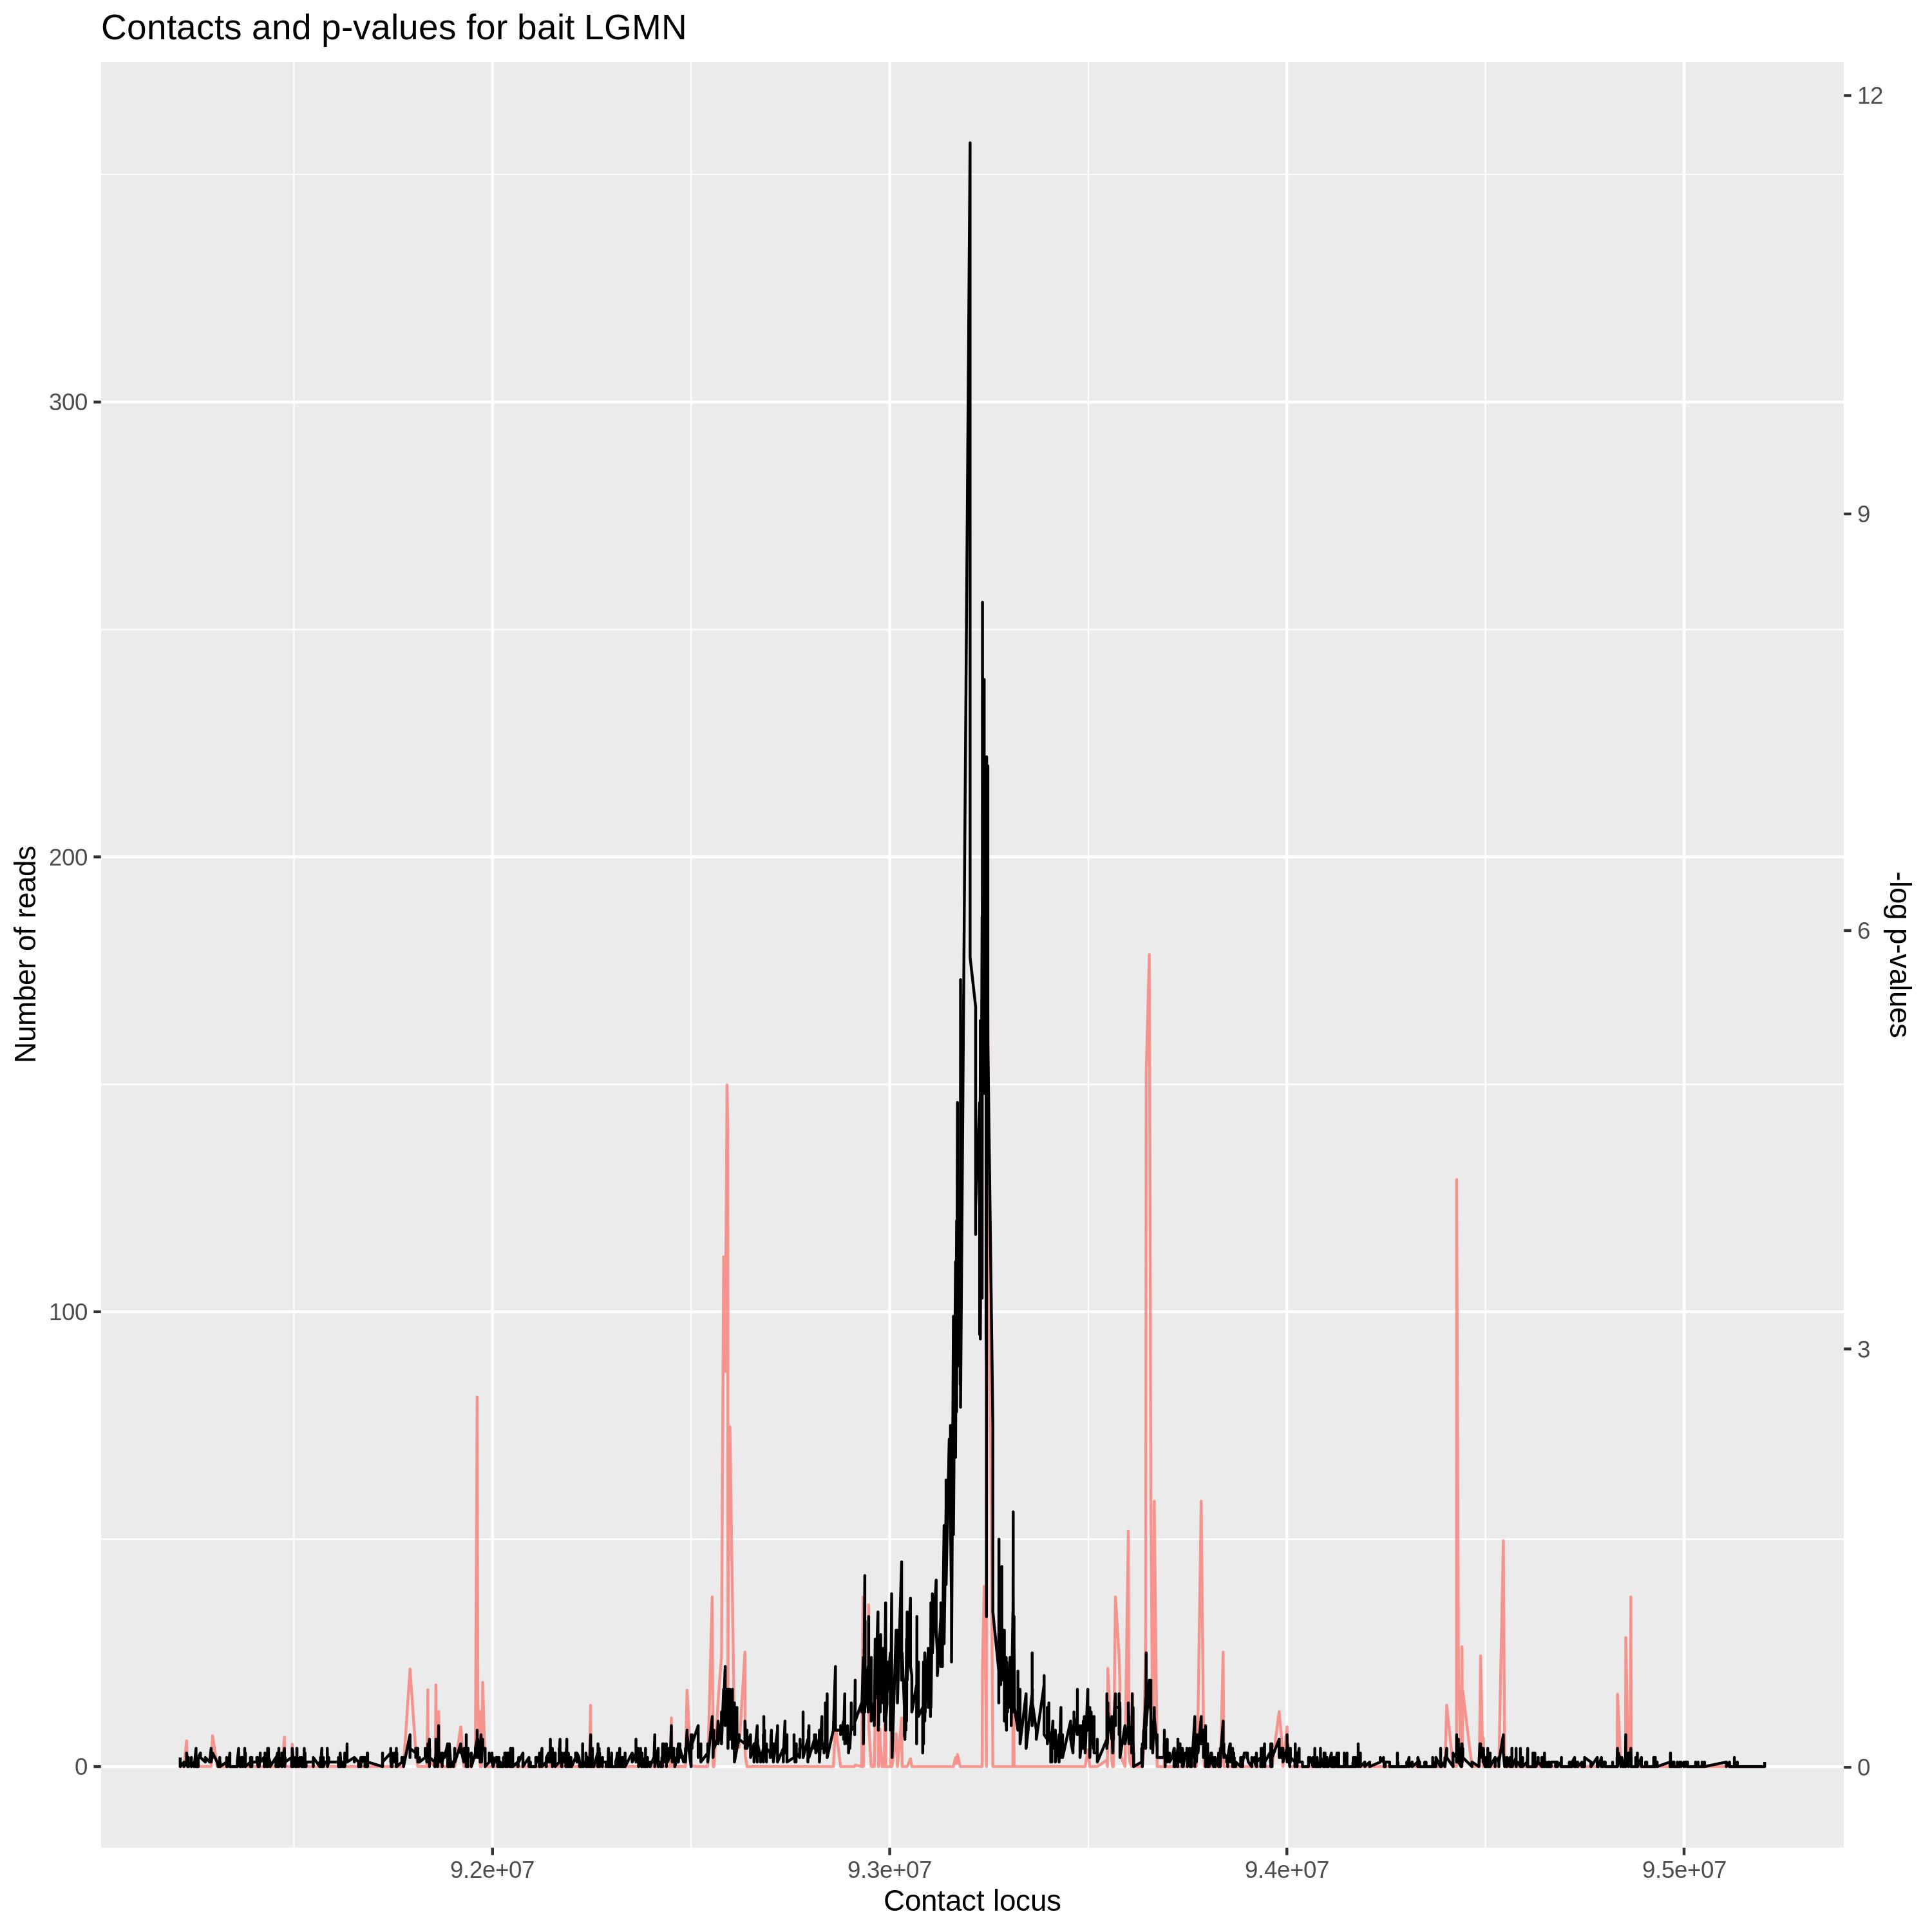 Contacts and p-values for bait LGMN
Number of reads
300
200
100
0
12
9
6
3
0
-log p-values
9.2e+07
9.3e+07
9.4e+07
9.5e+07
Contact locus